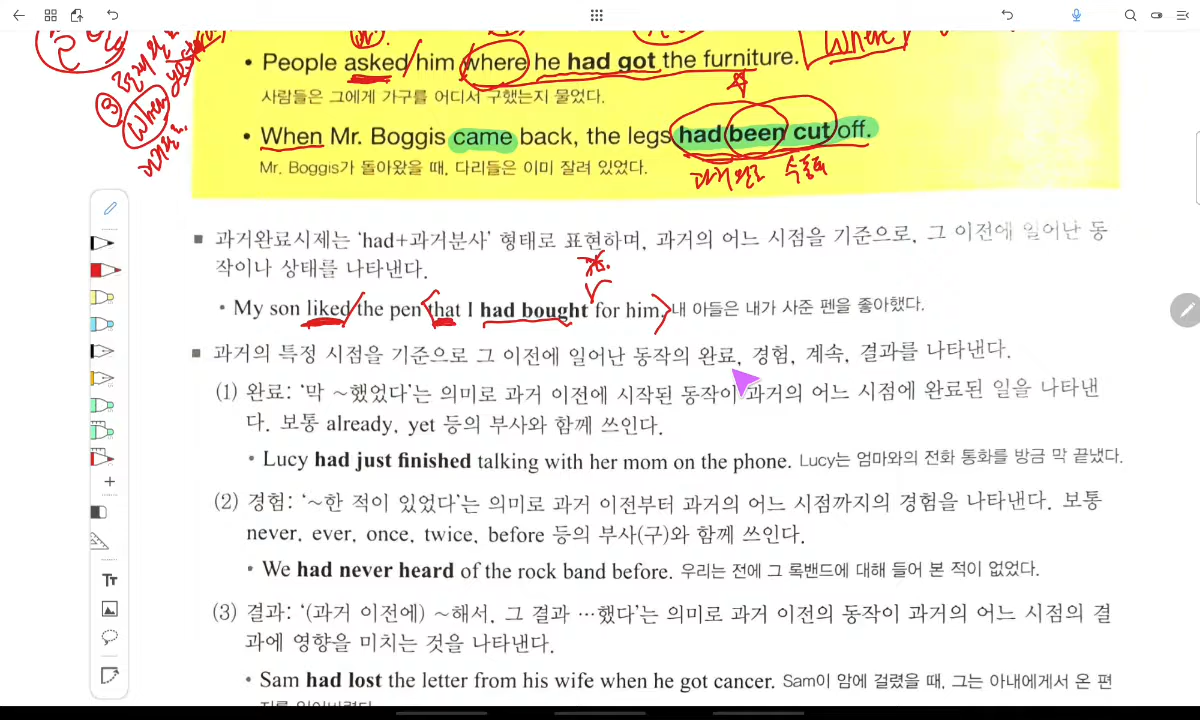 Where
• People asked him where he had got the furniture.
사람들은 그에게 가구를 어디서 구했는지 물었다.
③ When
• When Mr. Boggis came back, the legs had been cut off.
Mr. Boggis가 돌아왔을 때, 다리들은 이미 잘려 있었다.
과거완료 수동태
■ 과거완료시제는 ‘had+과거분사’ 형태로 표현하며, 과거의 어느 시점을 기준으로, 그 이전에 일어난 동
작이나 상태를 나타낸다.
• My son liked the pen that I had bought for him. 내 아들은 내가 사준 펜을 좋아했다.
■ 과거의 특정 시점을 기준으로 그 이전에 일어난 동작의 완료, 경험, 계속, 결과를 나타낸다.
(1) 완료: ‘막 ~했었다’는 의미로 과거 이전에 시작된 동작이 과거의 어느 시점에 완료된 일을 나타낸
다. 보통 already, yet 등의 부사와 함께 쓰인다.
• Lucy had just finished talking with her mom on the phone. Lucy는 엄마와의 전화 통화를 방금 막 끝냈다.
(2) 경험: ‘~한 적이 있었다’는 의미로 과거 이전부터 과거의 어느 시점까지의 경험을 나타낸다. 보통
never, ever, once, twice, before 등의 부사(구)와 함께 쓰인다.
• We had never heard of the rock band before. 우리는 전에 그 록밴드에 대해 들어 본 적이 없었다.
(3) 결과: ‘(과거 이전에) ~해서, 그 결과 …했다’는 의미로 과거 이전의 동작이 과거의 어느 시점의 결
과에 영향을 미치는 것을 나타낸다.
• Sam had lost the letter from his wife when he got cancer. Sam이 암에 걸렸을 때, 그는 아내에게서 온 편
Tt